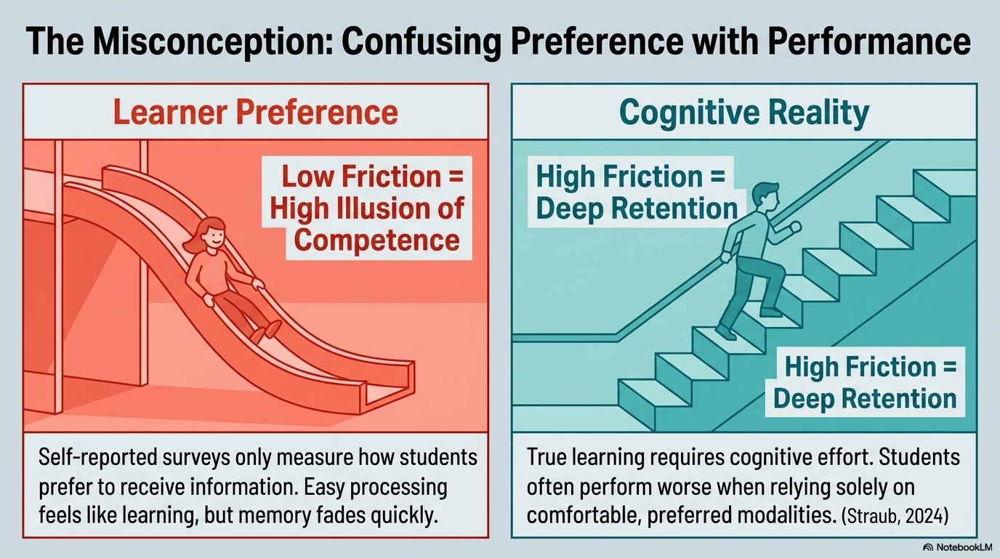 The Misconception: Confusing Preference with Performance
Learner Preference
Low Friction =
High Illusion of
Competence
Self-reported surveys only measure how students
prefer to receive information. Easy processing
feels like learning, but memory fades quickly.
Cognitive Reality
High Friction =
Deep Retention
High Friction =
Deep Retention
True learning requires cognitive effort. Students
often perform worse when relying solely on
comfortable, preferred modalities. (Straub, 2024)
NotebookLM